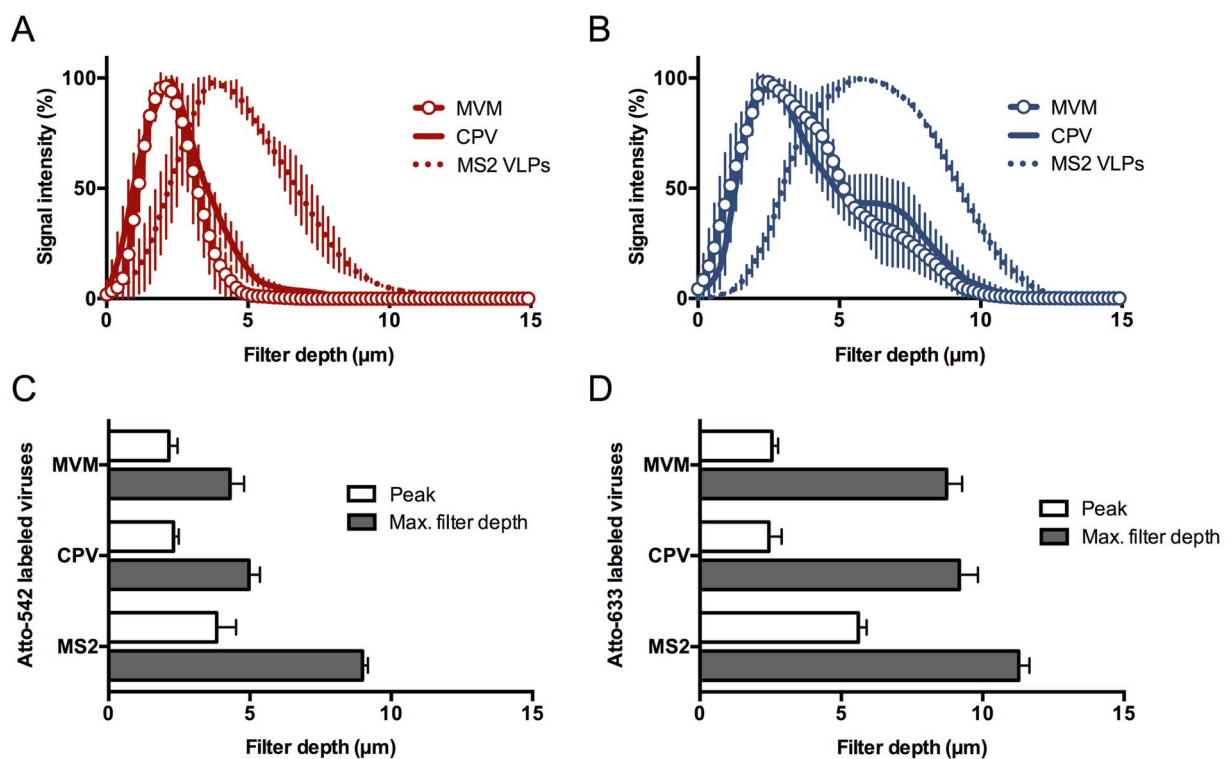 A
Signal intensity (%)
100
50
0
0 5 10 15
Filter depth (µm)
MVM
CPV
MS2 VLPs
B
Signal intensity (%)
100
50
0
0 5 10 15
Filter depth (µm)
MVM
CPV
MS2 VLPs
C
Atto-542 labeled viruses
MVM
CPV
MS2
0 5 10 15
Filter depth (µm)
Peak
Max. filter depth
D
Atto-633 labeled viruses
MVM
CPV
MS2
0 5 10 15
Filter depth (µm)
Peak
Max. filter depth